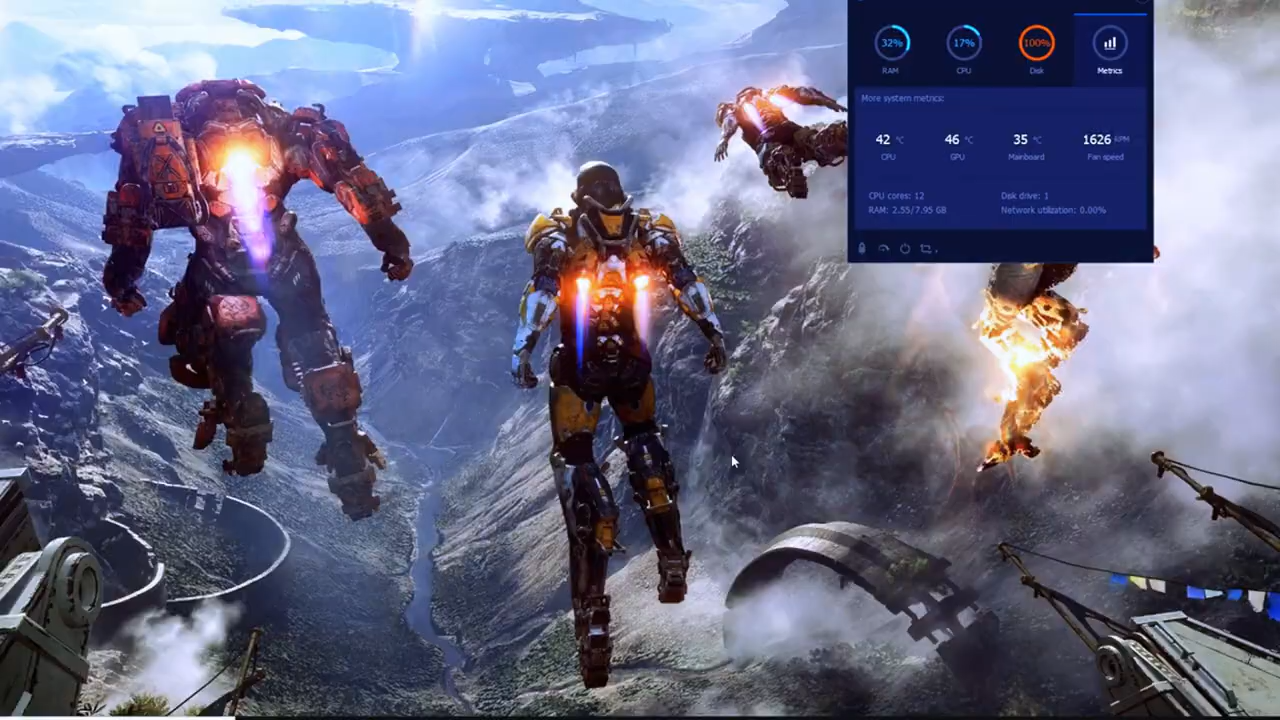 32% 17% 100%
RAM CPU Disk Metrics
More system metrics:
42 °C 46 °C 35 °C 1626 RPM
CPU GPU Mainboard Fan speed
CPU cores: 12 Disk drive: 1
RAM: 2.55/7.95 GB Network utilization: 0.00%